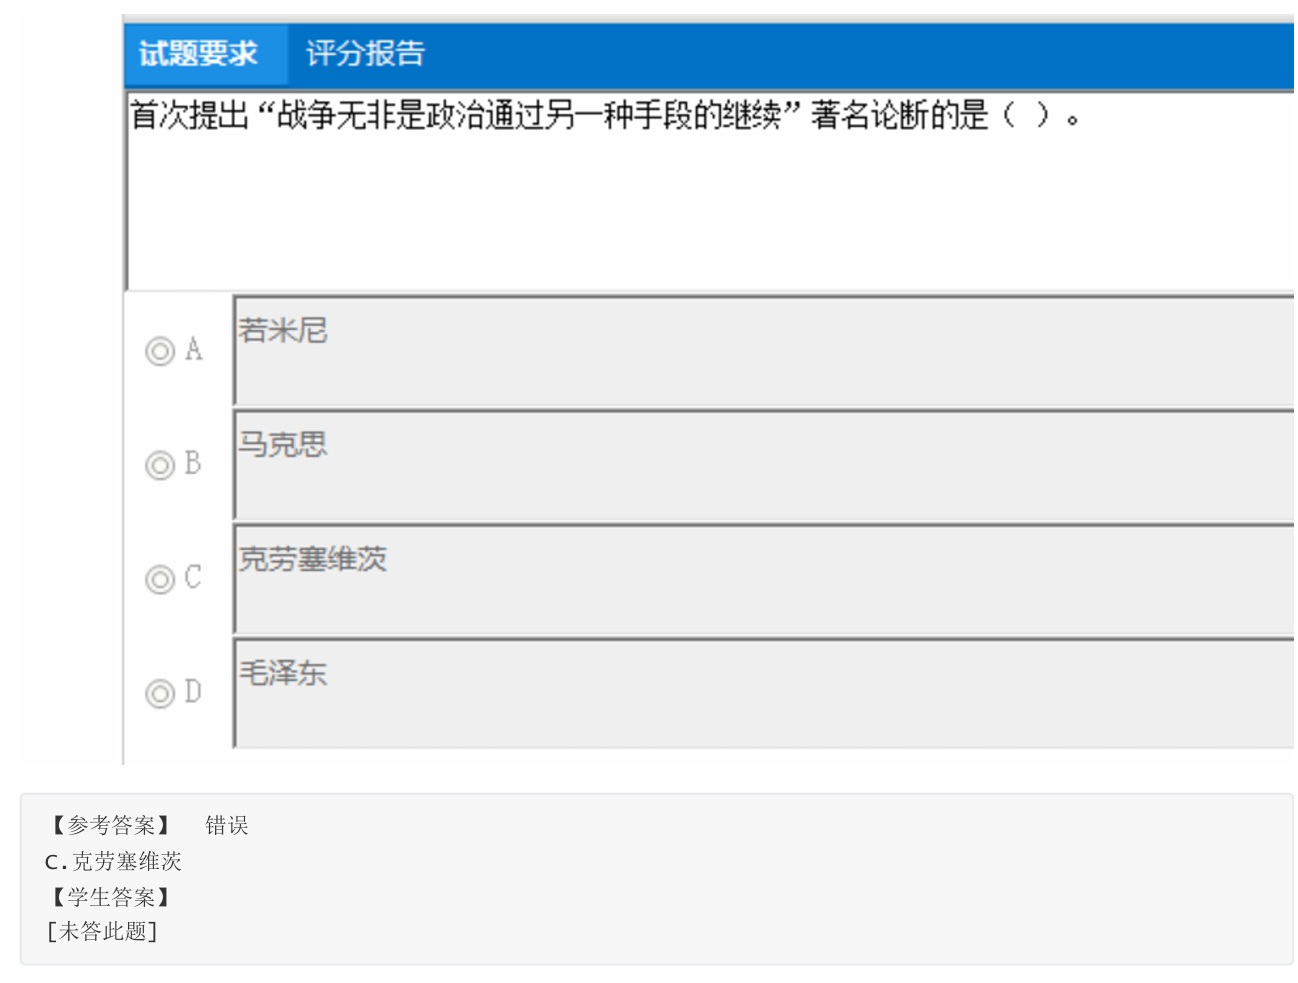 试题要求 评分报告
首次提出“战争无非是政治通过另一种手段的继续”著名论断的是（ ）。
A 若米尼
B 马克思
C 克劳塞维茨
D 毛泽东
【参考答案】 错误
C.克劳塞维茨
【学生答案】
[未答此题]